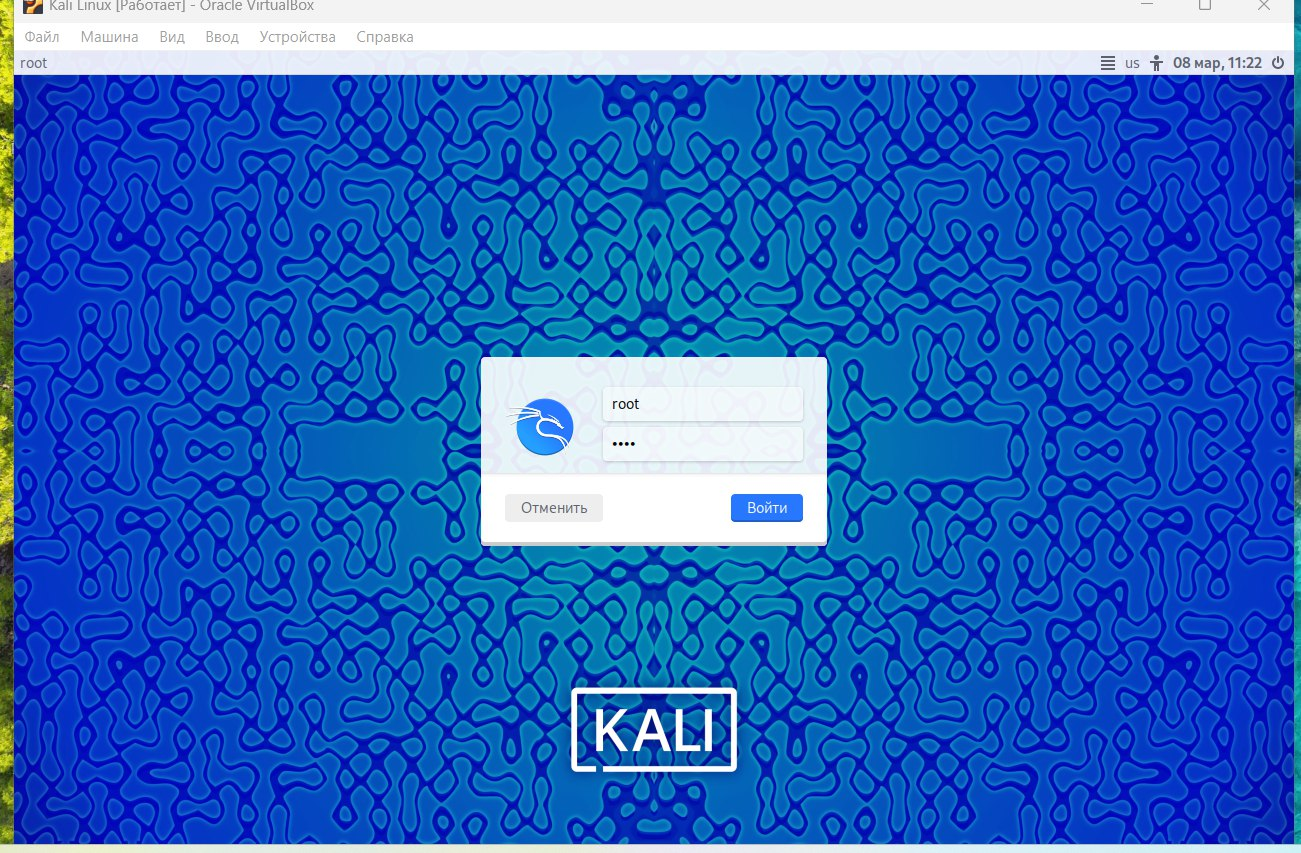 Kali Linux [Работает] - Oracle VirtualBox
Файл Машина Вид Ввод Устройства Справка
root us 08 мар, 11:22
root
••••
Отменить Войти
KALI